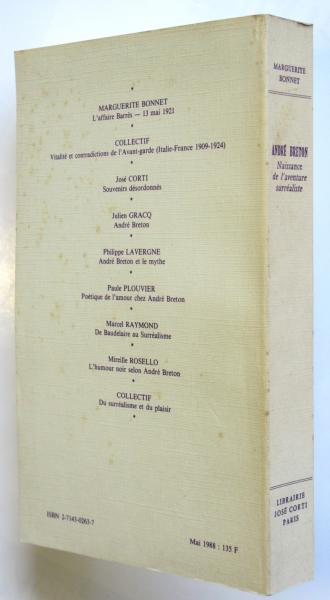 MARGUERITE BONNET
L'affaire Barrès — 13 mai 1921
COLLECTIF
Vitalité et contradictions de l'Avant-garde (Italie-France 1909-1924)
José CORTI
Souvenirs désordonnés
Julien GRACQ
André Breton
Philippe LAVERGNE
André Breton et le mythe
Paule PLOUVIER
Poétique de l'amour chez André Breton
Marcel RAYMOND
De Baudelaire au Surréalisme
Mireille ROSELLO
L'humour noir selon André Breton
COLLECTIF
Du surréalisme et du plaisir
ISBN 2-7143-0263-7
Mai 1988 : 135 F
MARGUERITE
BONNET
ANDRÉ BRETON
Naissance
de l'aventure
surréaliste
LIBRAIRIE
JOSÉ CORTI
PARIS